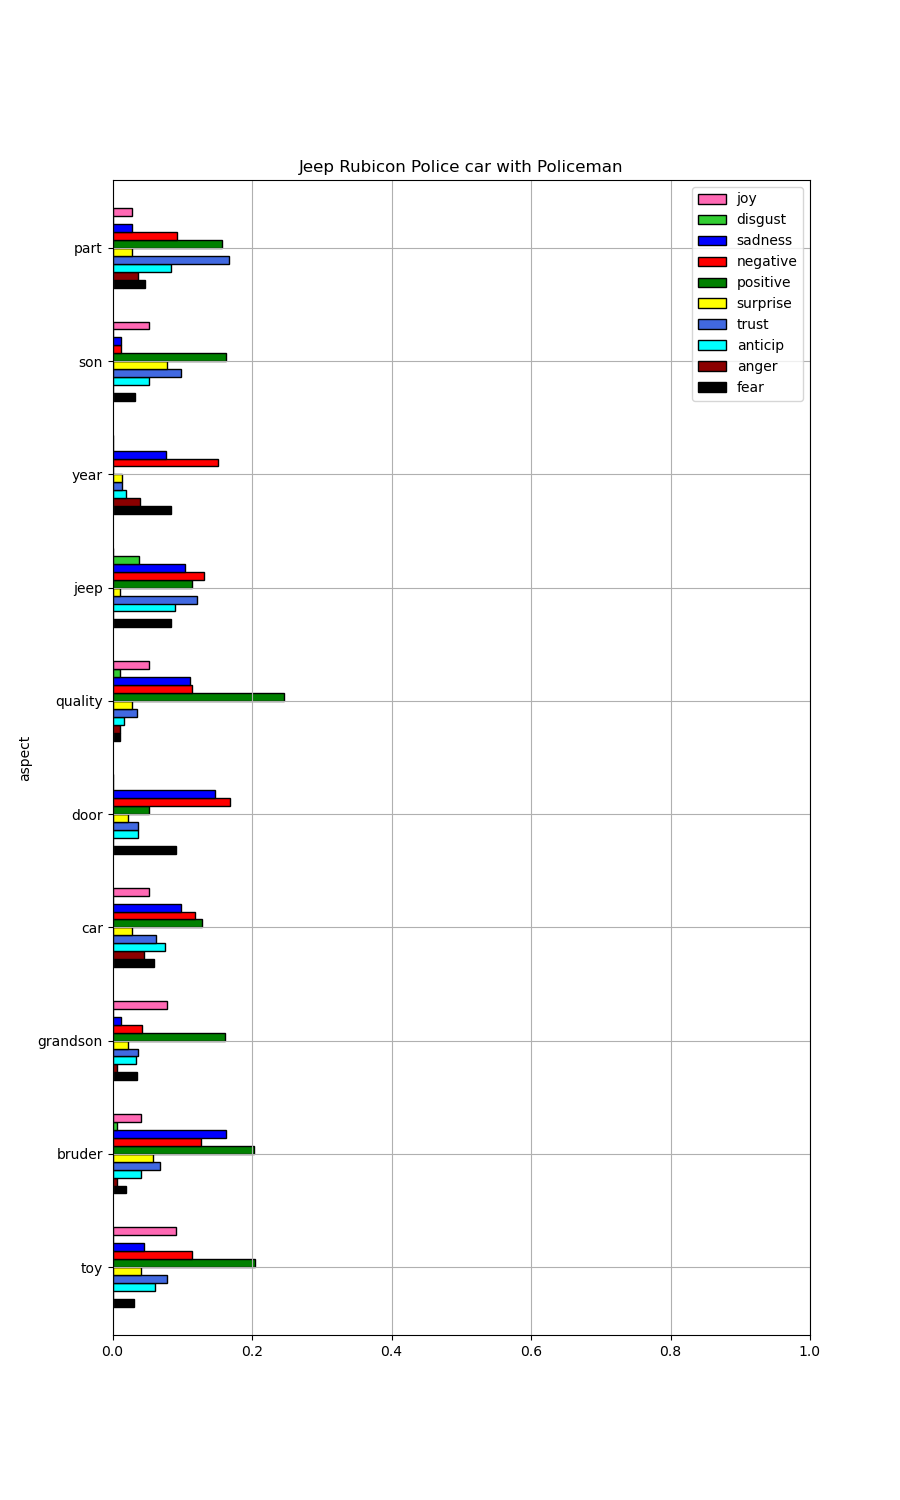 Jeep Rubicon Police car with Policeman
joy
disgust
sadness
negative
positive
surprise
trust
anticip
anger
fear
part
son
year
jeep
quality
door
car
grandson
bruder
toy
aspect
0.0 0.2 0.4 0.6 0.8 1.0